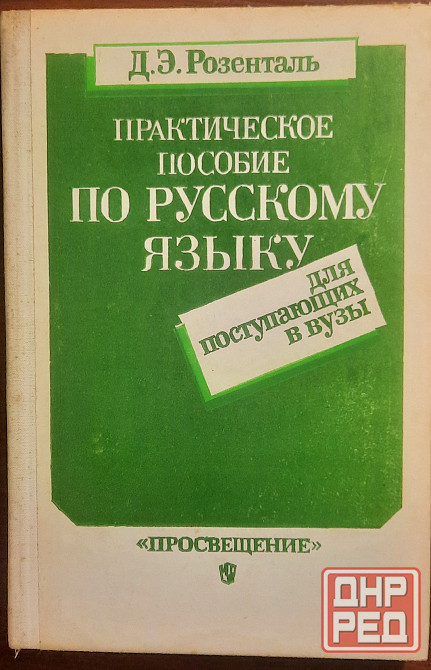 Д.Э.Розенталь
ПРАКТИЧЕСКОЕ
ПОСОБИЕ
ПО РУССКОМУ
ЯЗЫКУ
для
поступающих
в вузы
«ПРОСВЕЩЕНИЕ»
ДНР
РЕД